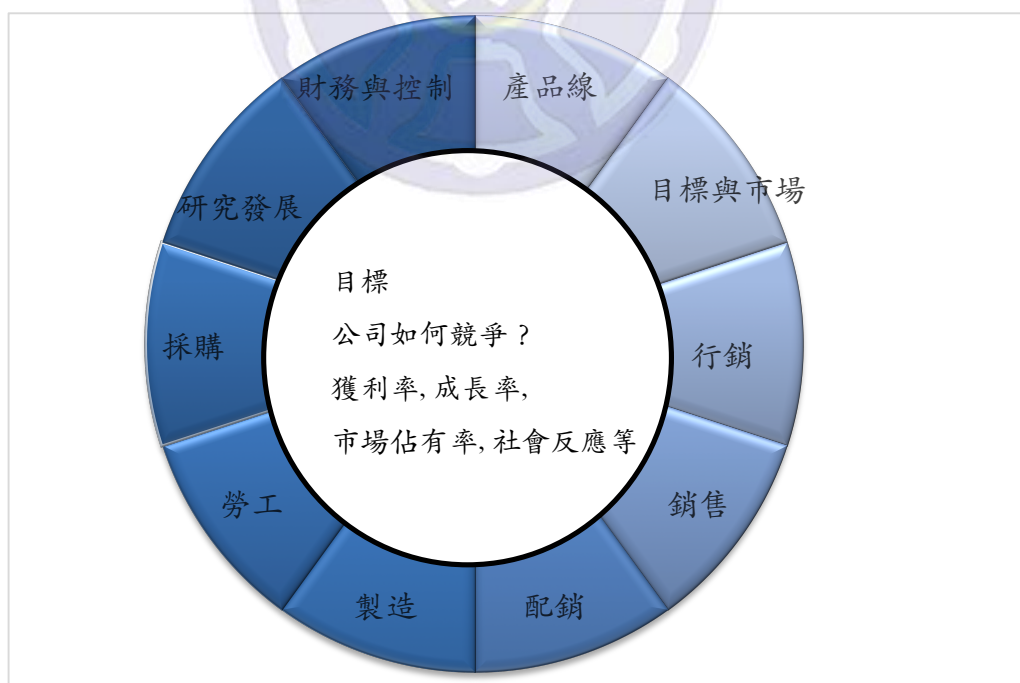 財務與控制
產品線
目標與市場
行銷
銷售
配銷
製造
勞工
採購
研究發展
目標
公司如何競爭?
獲利率,成長率,
市場佔有率,社會反應等